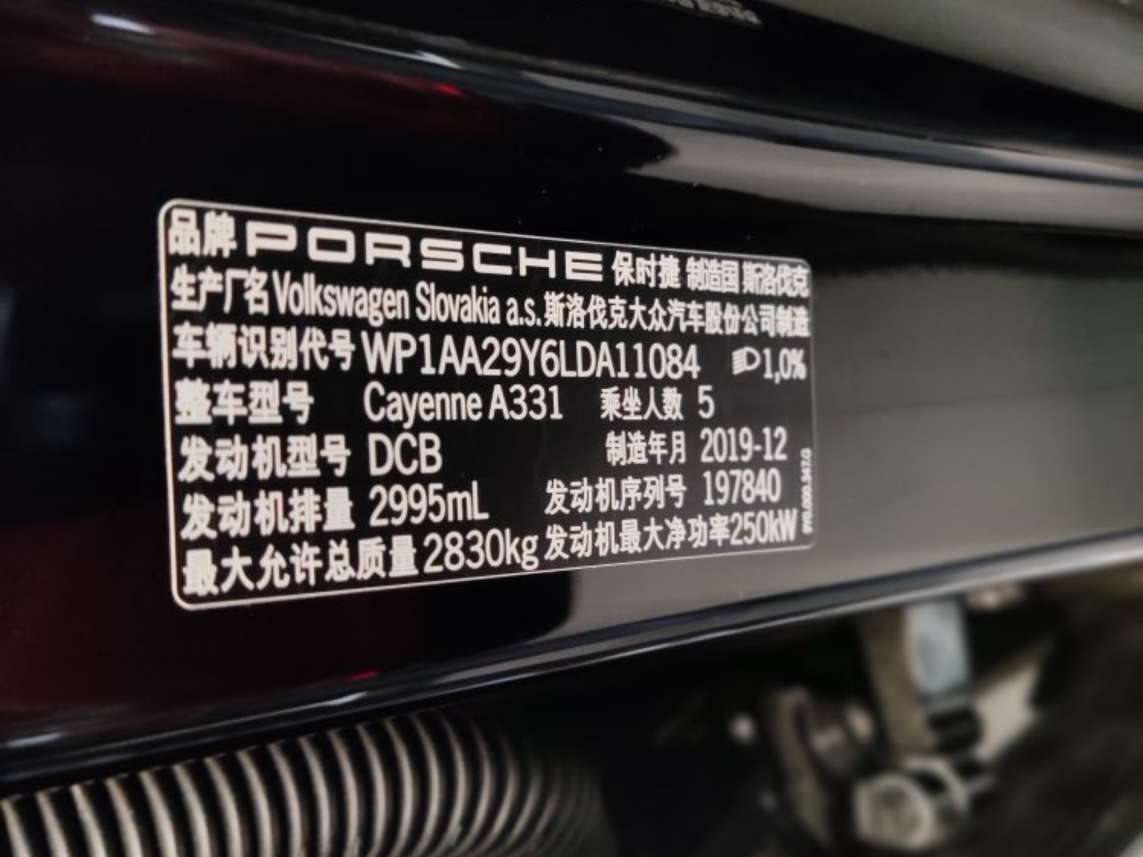 品牌 PORSCHE 保时捷 制造国 斯洛伐克
生产厂名 Volkswagen Slovakia a.s. 斯洛伐克大众汽车股份公司制造
车辆识别代号 WP1AA29Y6LDA11084 1,0%
整车型号 Cayenne A331 乘坐人数 5
发动机型号 DCB 制造年月 2019-12
发动机排量 2995mL 发动机序列号 197840
最大允许总质量 2830kg 发动机最大净功率 250kW
9Y0.000.347.G